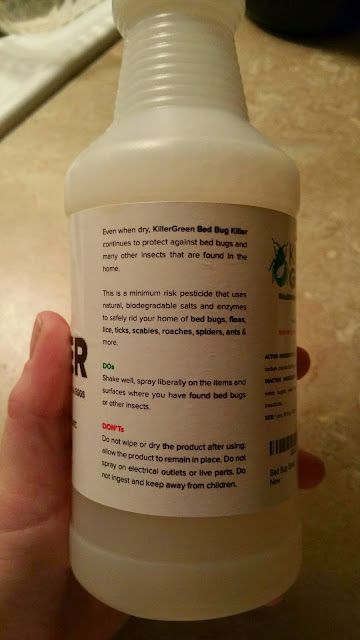 Even when dry, KillerGreen Bed Bug Killer
continues to protect against bed bugs and
many other insects that are found in the
home.
This is a minimum risk pesticide that uses
natural, biodegradable salts and enzymes
to safely rid your home of bed bugs, fleas,
lice, ticks, scabies, roaches, spiders, ants &
more.
DOs
Shake well, spray liberally on the items and
surfaces where you have found bed bugs
or other insects.
DON'Ts
Do not wipe or dry the product after using:
allow the product to remain in place. Do not
spray on electrical outlets or live parts. Do
not ingest and keep away from children.
ER
Bed Bug
New